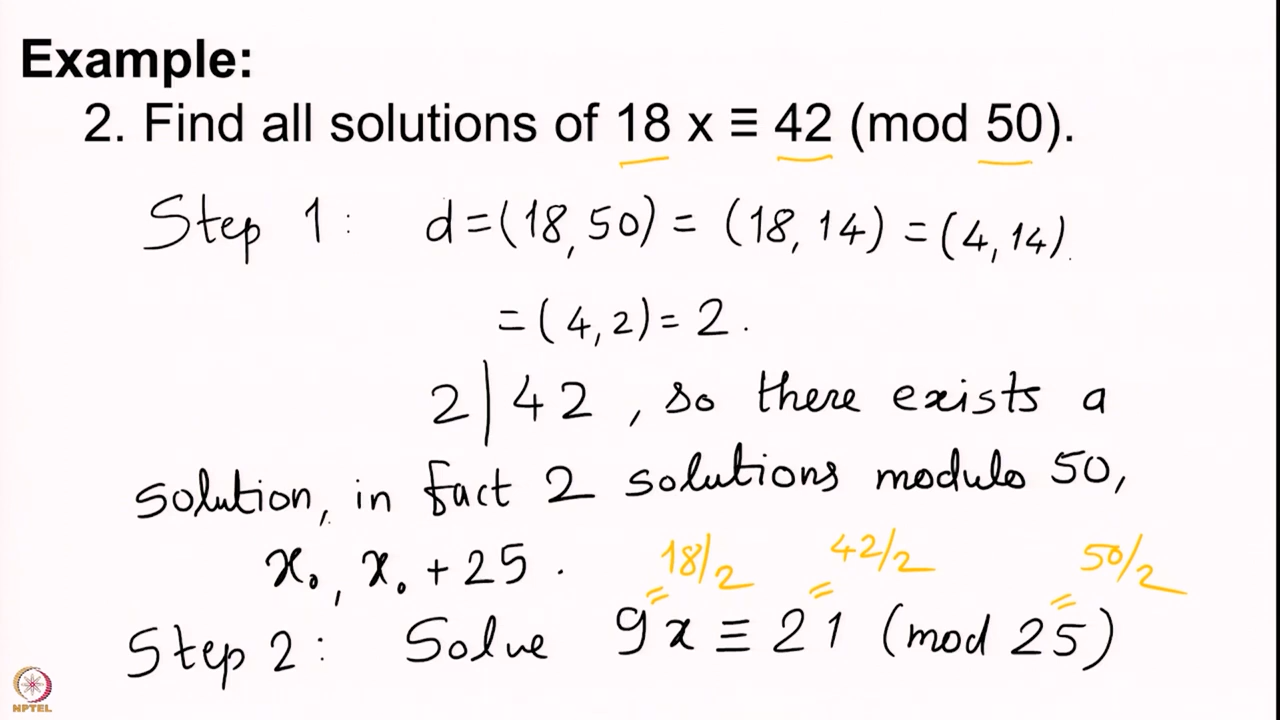 Example:
2. Find all solutions of 18 x ≡ 42 (mod 50).
Step 1: d=(18,50) = (18,14) = (4,14).
= (4,2) = 2.
2 | 42, so there exists a
solution, in fact 2 solutions modulo 50,
x₀, x₀ + 25.
18/2 42/2 50/2
= = =
Step 2: Solve 9x ≡ 21 (mod 25)
NPTEL